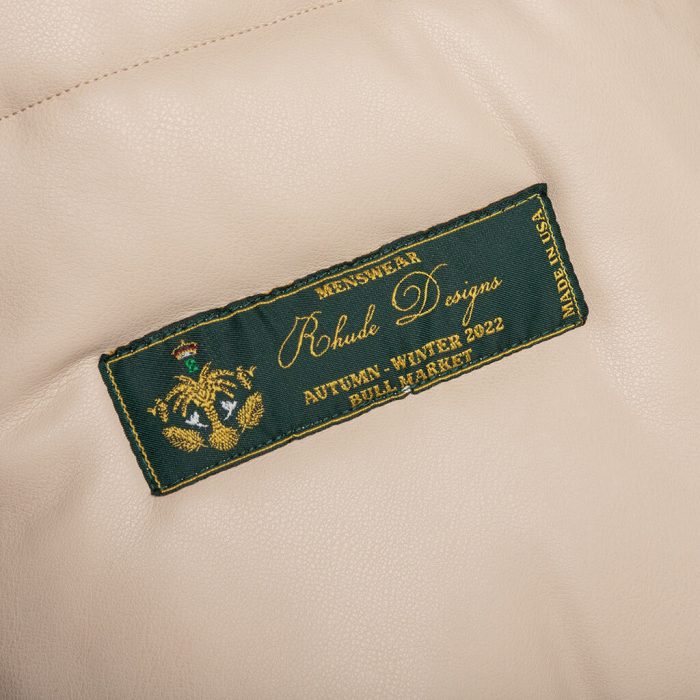 MENSWEAR
Rhude Designs
AUTUMN - WINTER 2022
BULL MARKET
MADE IN USA